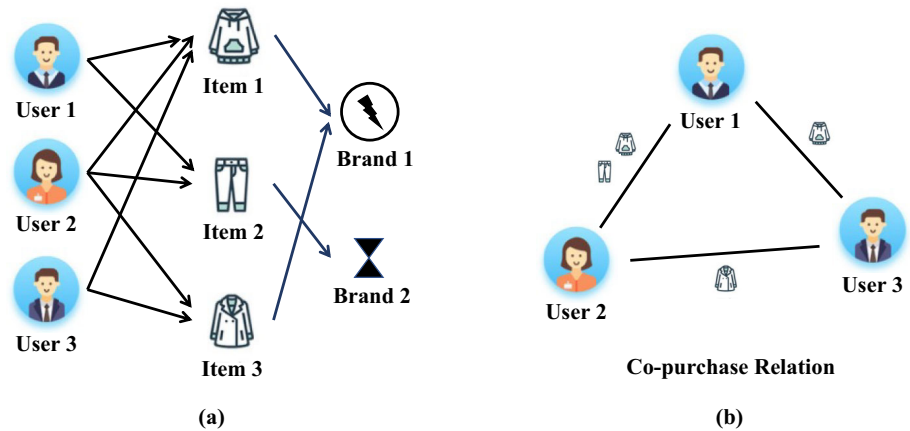 User 1
User 2
User 3
Item 1
Item 2
Item 3
Brand 1
Brand 2
(a)
User 1
User 2
User 3
Co-purchase Relation
(b)